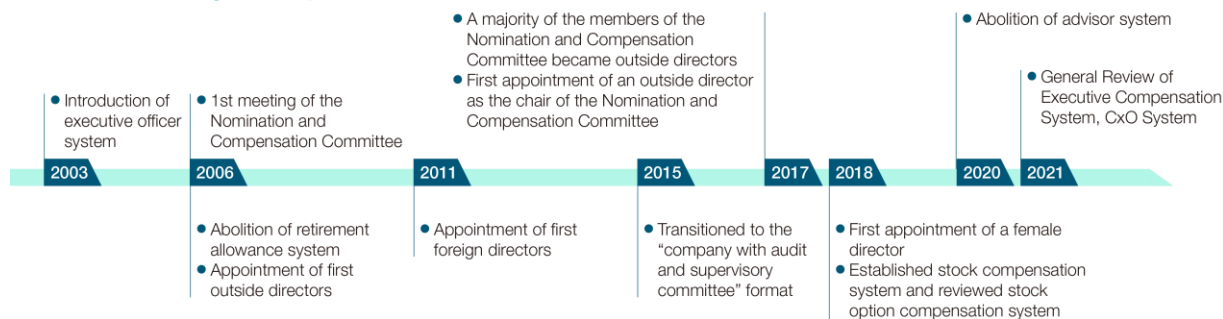 ● A majority of the members of the
Nomination and Compensation
Committee became outside directors
● First appointment of an outside director
as the chair of the Nomination and
Compensation Committee
● Abolition of advisor system
● Introduction of
executive officer
system
● 1st meeting of the
Nomination and
Compensation Committee
● General Review of
Executive Compensation
System, CxO System
2003
2006
2011
2015
2017
2018
2020
2021
● Abolition of retirement
allowance system
● Appointment of first
outside directors
● Appointment of first
foreign directors
● Transitioned to the
“company with audit
and supervisory
committee” format
● First appointment of a female
director
● Established stock compensation
system and reviewed stock
option compensation system